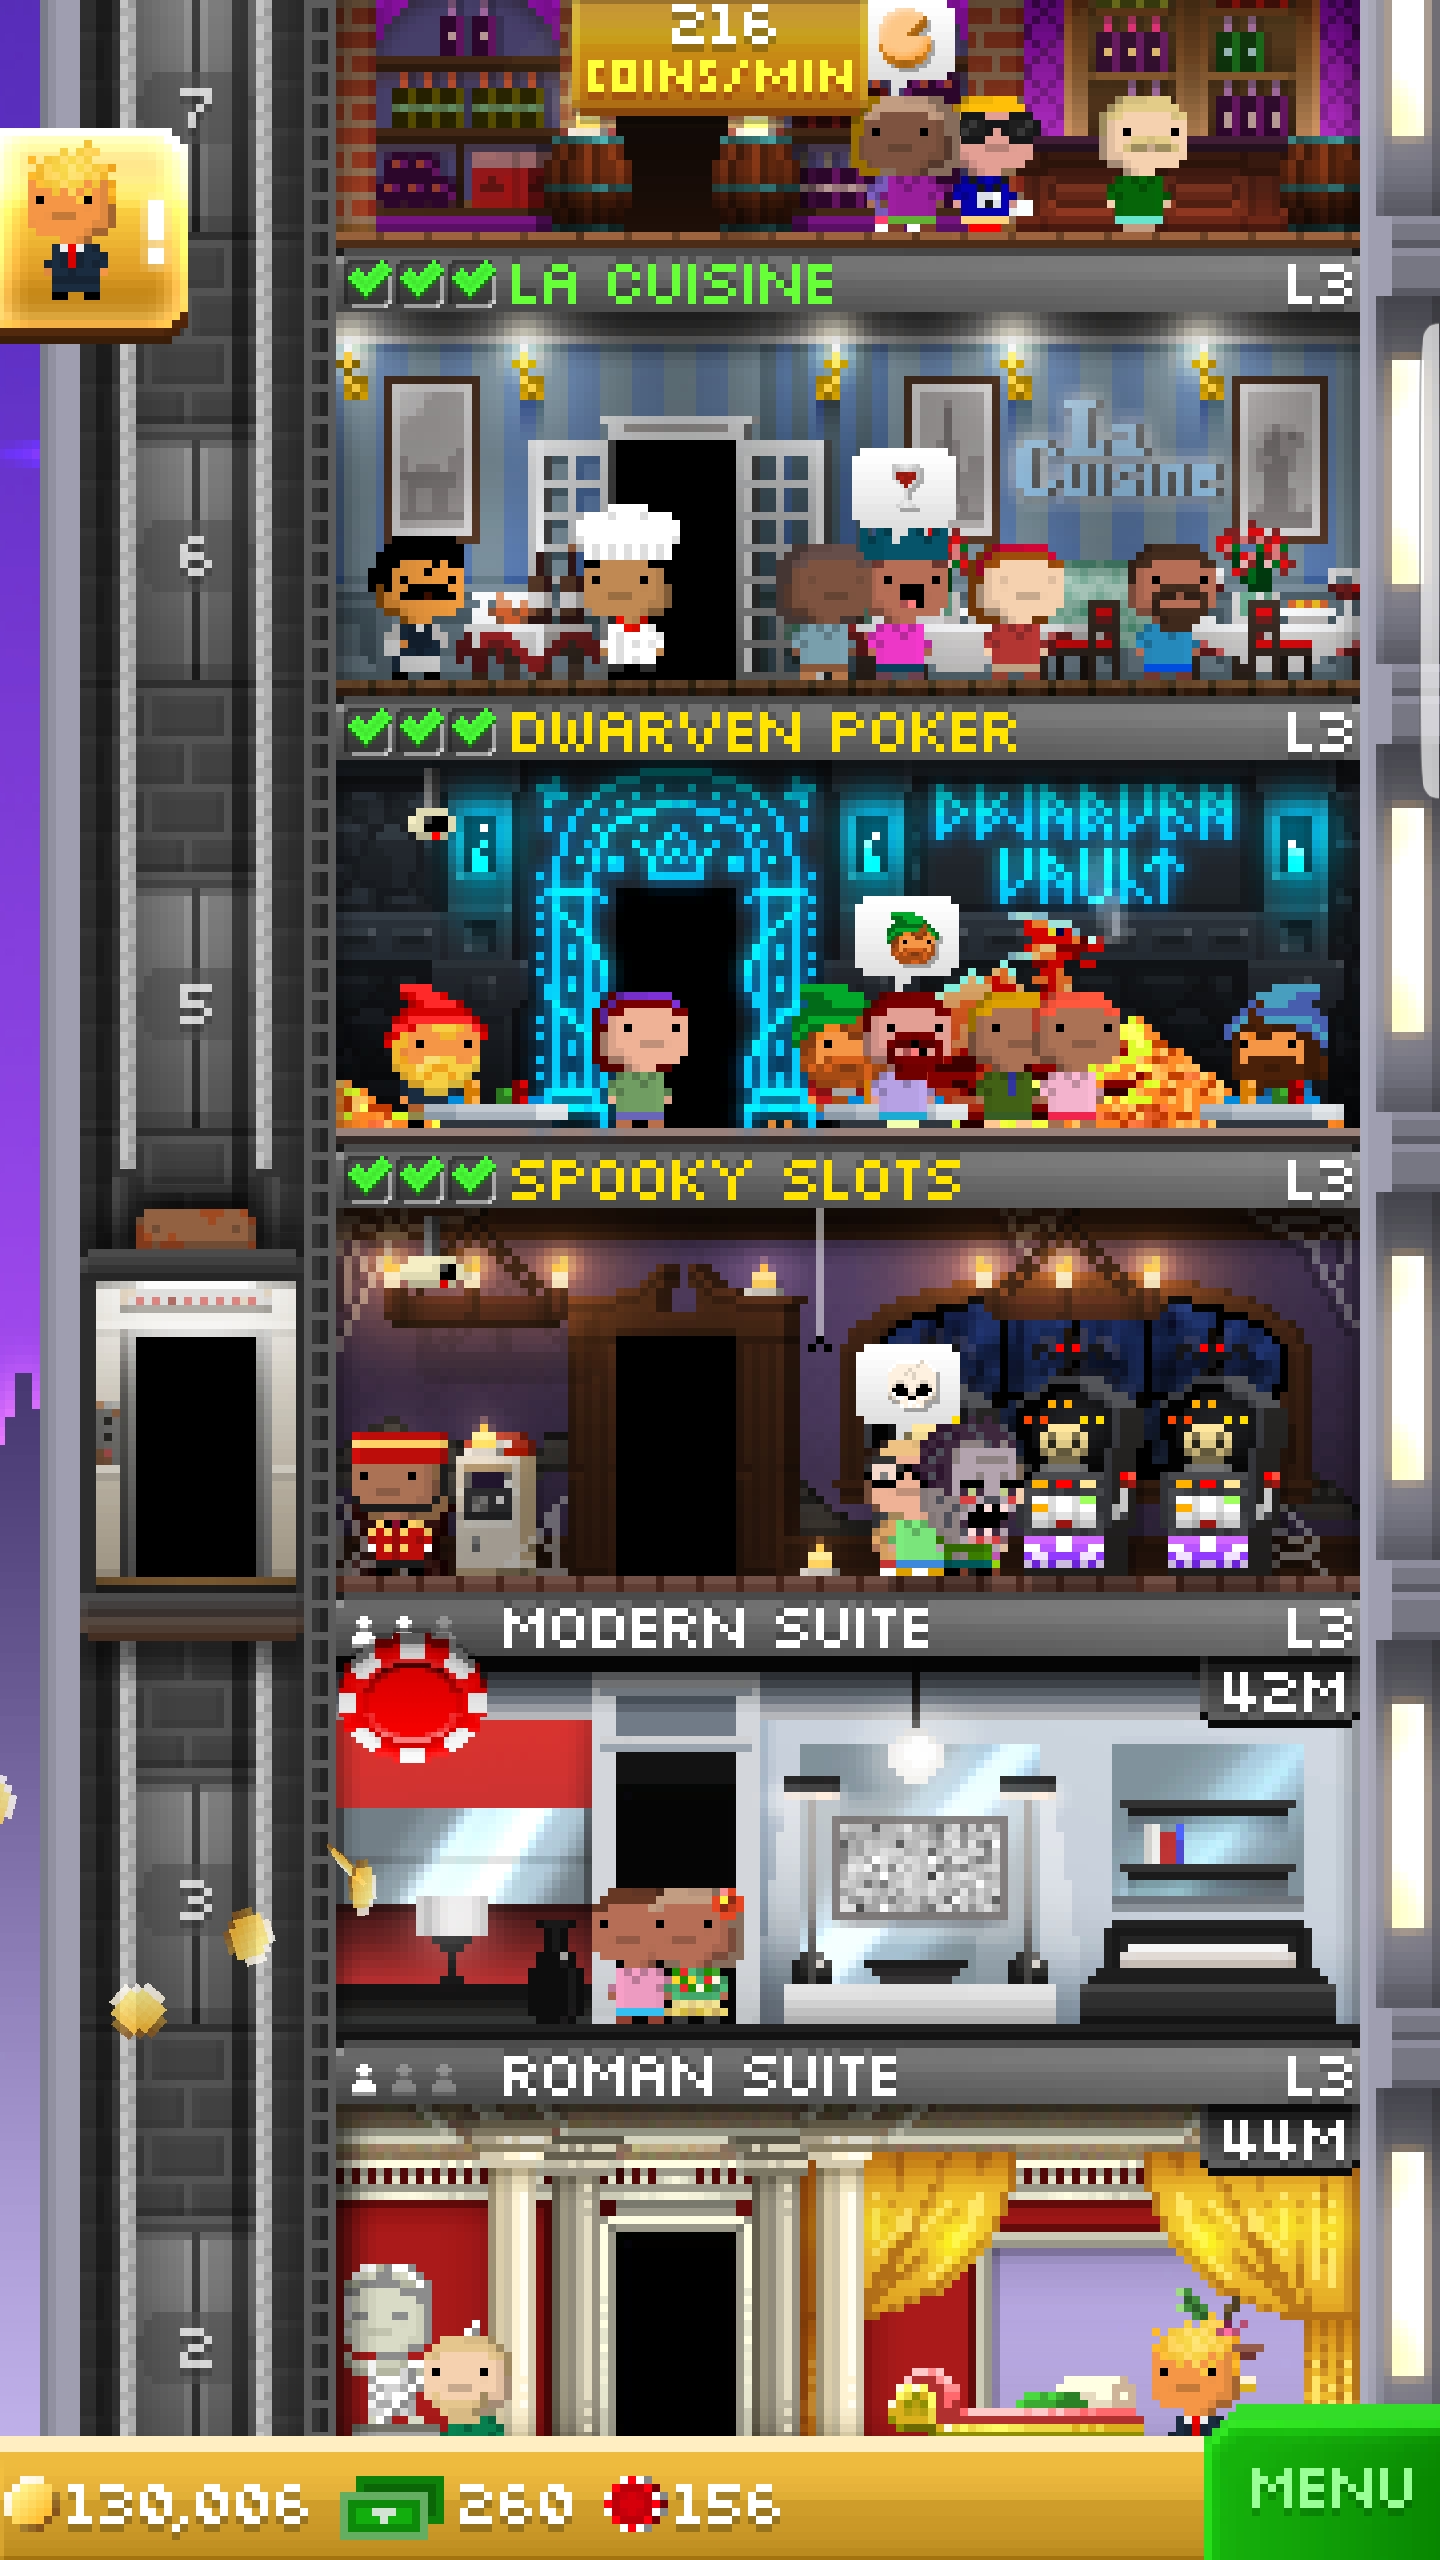 216
COINS/MIN
7
!
LA CUISINE L3
La
Cuisine
6
DWARVEN POKER L3
DWARVEN
VAULT
5
SPOOKY SLOTS L3
MODERN SUITE L3
42M
3
ROMAN SUITE L3
44M
2
130,006 260 156
MENU